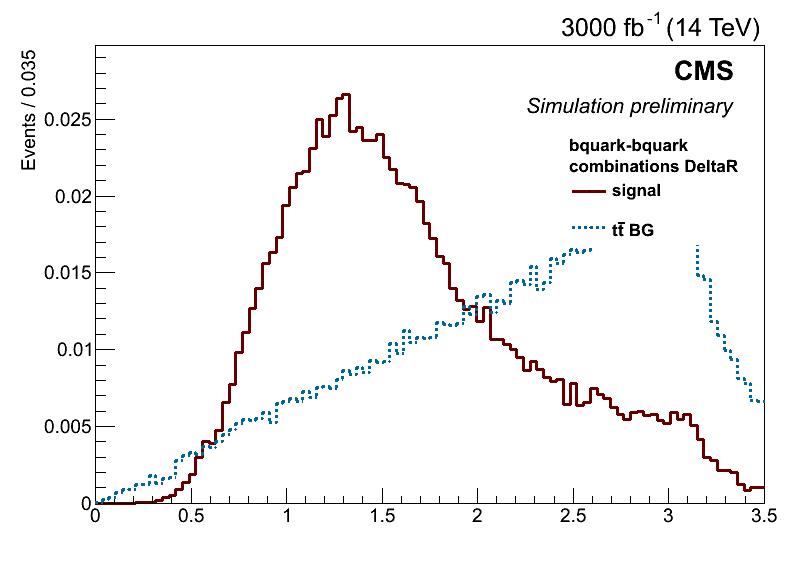 3000 fb⁻¹ (14 TeV)
CMS
Simulation preliminary
bquark-bquark
combinations DeltaR
signal
tt̄ BG
Events / 0.035
0.025
0.02
0.015
0.01
0.005
0
0 0.5 1 1.5 2 2.5 3 3.5